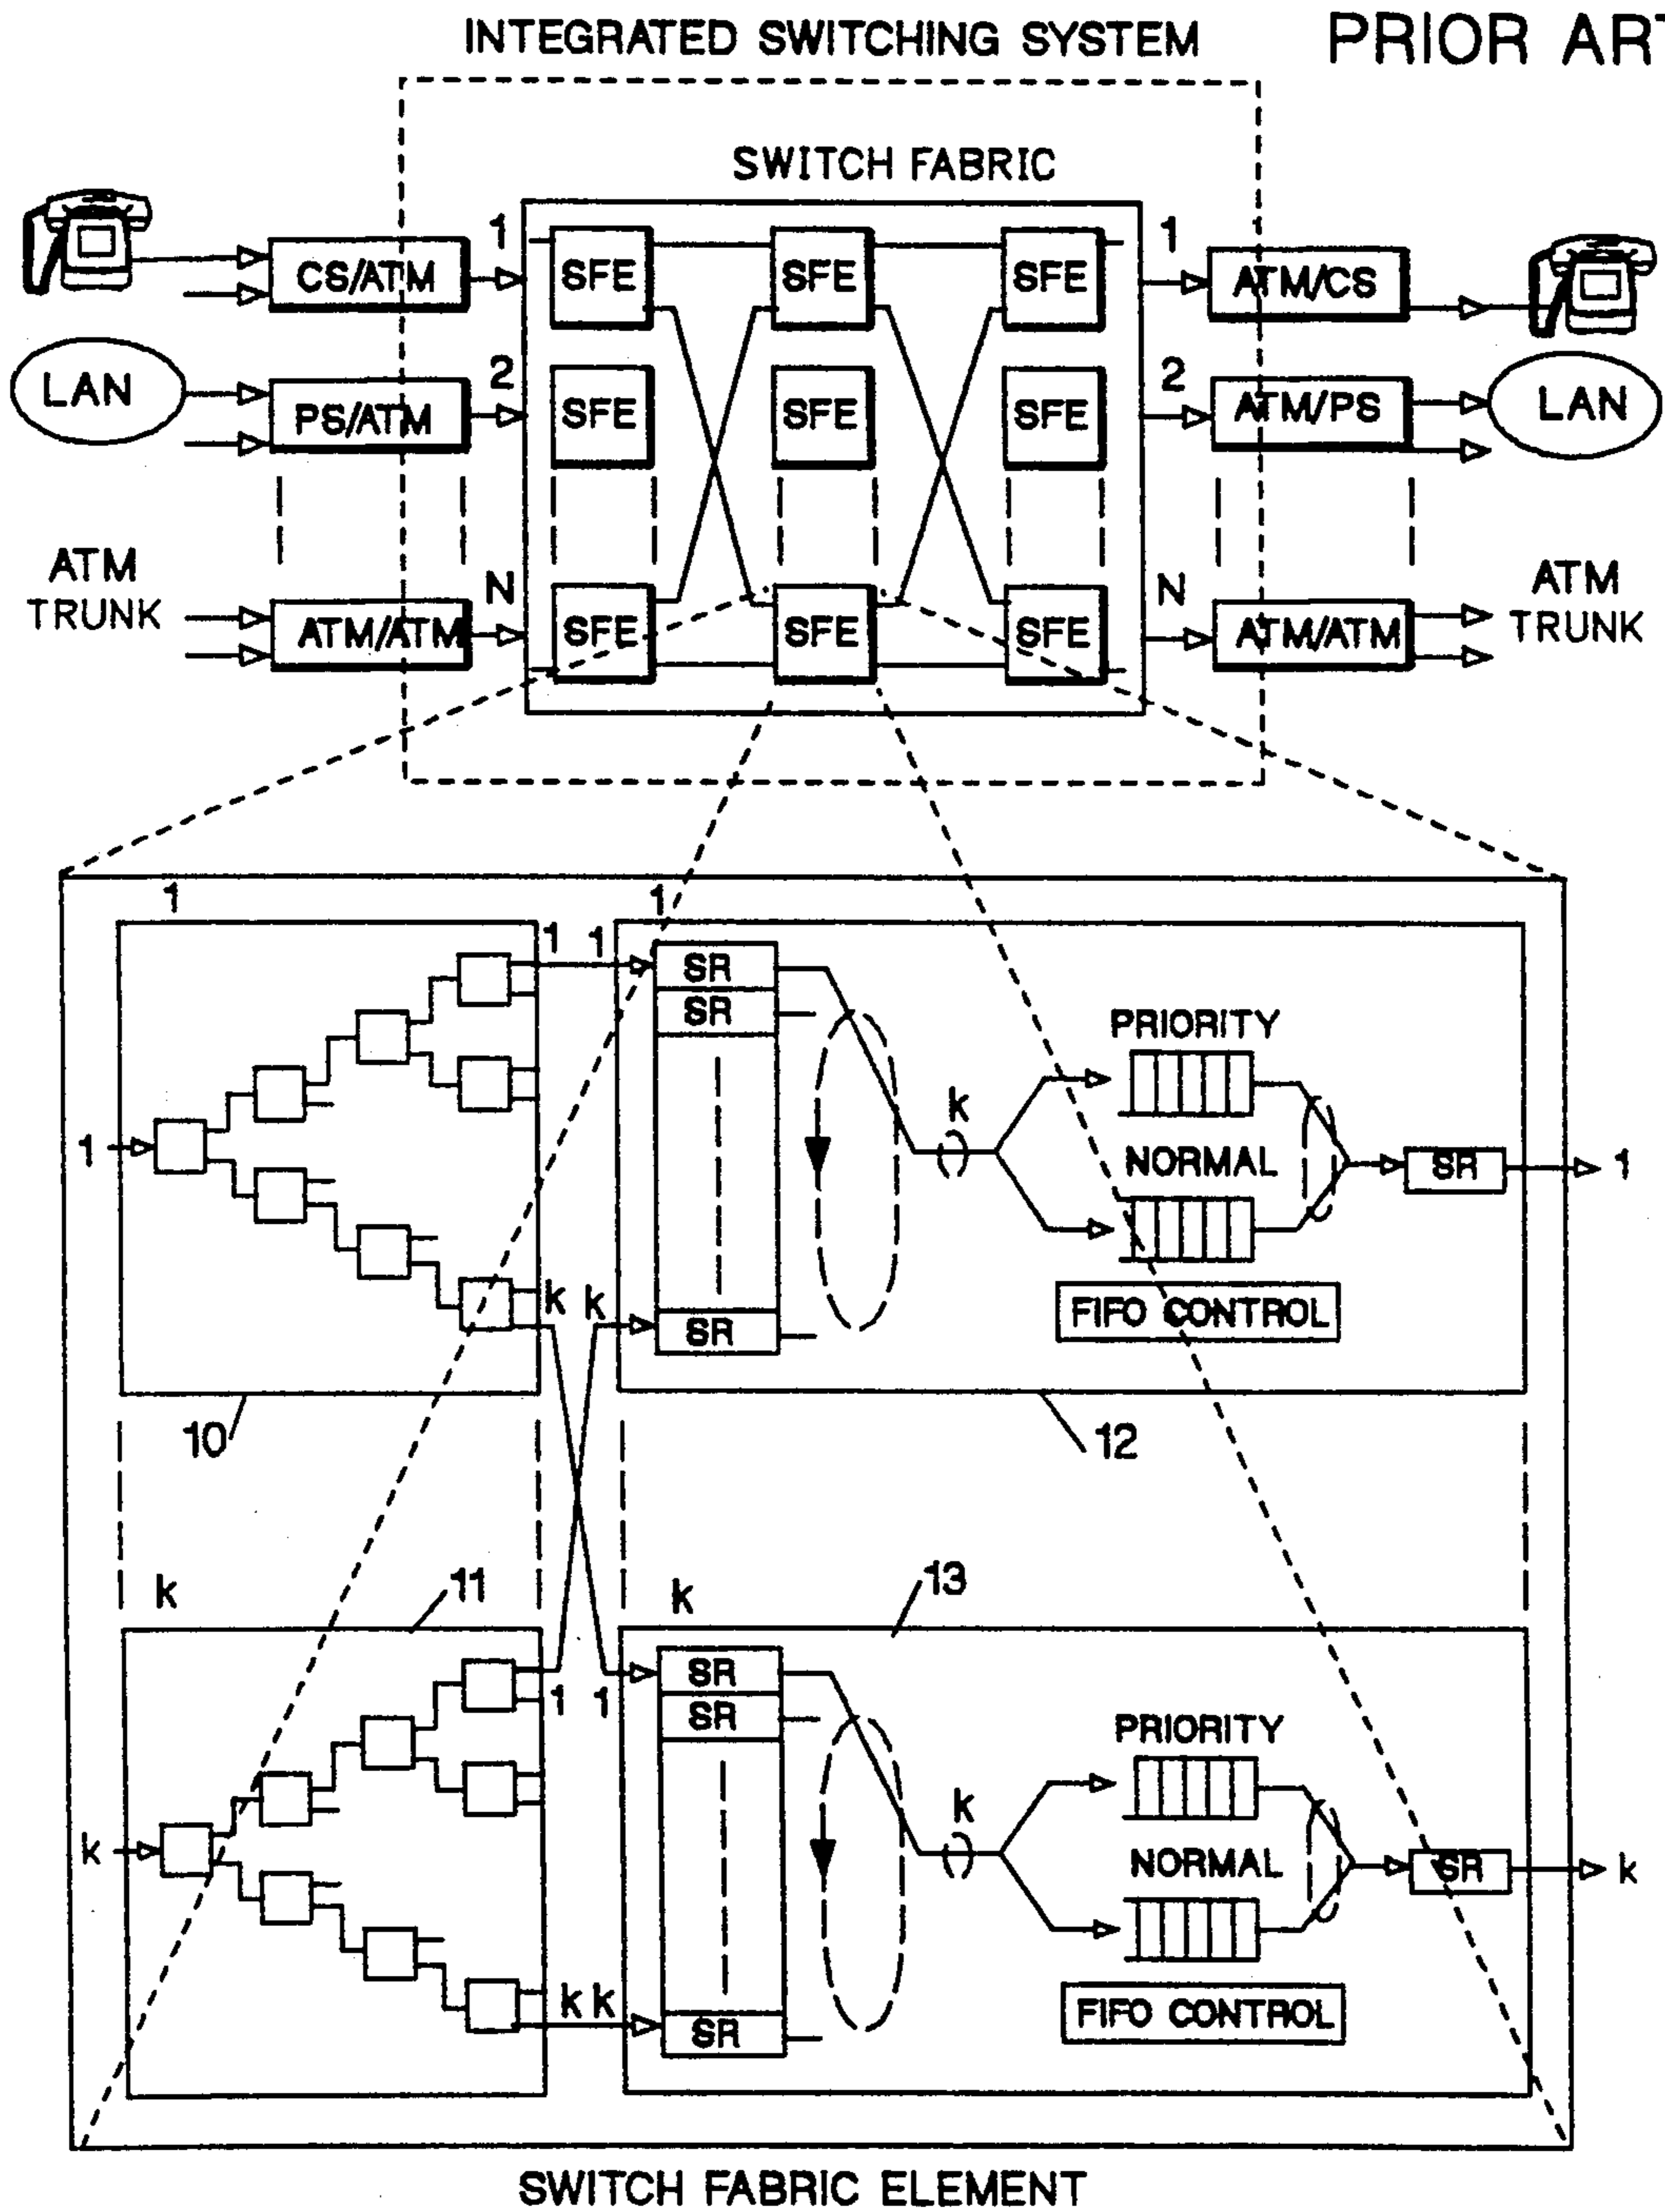 INTEGRATED SWITCHING SYSTEM
PRIOR ART
SWITCH FABRIC
1
1
CS/ATM
SFE
SFE
SFE
ATM/CS
LAN
PS/ATM
2
SFE
SFE
SFE
2
ATM/PS
LAN
ATM
TRUNK
ATM/ATM
N
SFE
SFE
SFE
N
ATM/ATM
ATM
TRUNK
1
1
1
1
SR
SR
PRIORITY
1
k
NORMAL
SR
1
k
k
SR
FIFO CONTROL
10
12
k
11
k
13
1
1
SR
SR
PRIORITY
k
k
NORMAL
SR
k
k
k
SR
FIFO CONTROL
SWITCH FABRIC ELEMENT